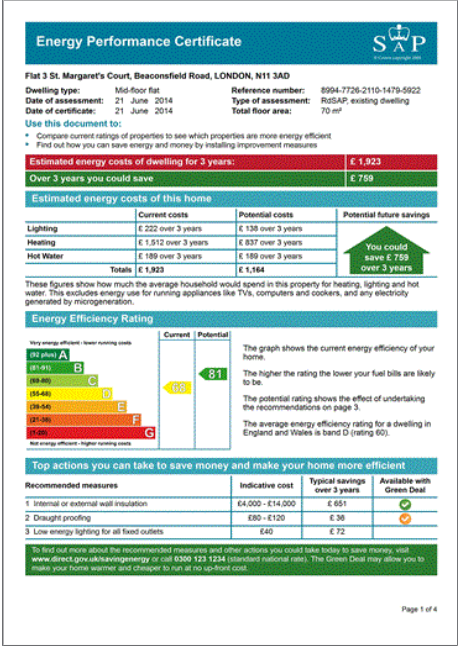 Energy Performance Certificate
SAP
Flat 3 St. Margaret's Court, Beaconsfield Road, LONDON, N11 3AD
Dwelling type: Mid-floor flat Reference number: 8994-7726-2110-1479-5922
Date of assessment: 21 June 2014 Type of assessment: RdSAP, existing dwelling
Date of certificate: 21 June 2014 Total floor area: 70 m²
Use this document to:
• Compare current ratings of properties to see which properties are more energy efficient
• Find out how you can save energy and money by installing improvement measures
Estimated energy costs of dwelling for 3 years: £ 1,923
Over 3 years you could save £ 759
Estimated energy costs of this home
Current costs Potential costs Potential future savings
Lighting £ 222 over 3 years £ 138 over 3 years
Heating £ 1,512 over 3 years £ 837 over 3 years
Hot Water £ 189 over 3 years £ 189 over 3 years
Totals £ 1,923 £ 1,164
You could
save £ 759
over 3 years
These figures show how much the average household would spend in this property for heating, lighting and hot
water. This excludes energy use for running appliances like TVs, computers and cookers, and any electricity
generated by microgeneration.
Energy Efficiency Rating
Current Potential
Very energy efficient - lower running costs
(92 plus) A
(81-91) B
(69-80) C
(55-68) D
(39-54) E
(21-38) F
(1-20) G
Not energy efficient - higher running costs
68
81
The graph shows the current energy efficiency of your
home.
The higher the rating the lower your fuel bills are likely
to be.
The potential rating shows the effect of undertaking
the recommendations on page 3.
The average energy efficiency rating for a dwelling in
England and Wales is band D (rating 60).
Top actions you can take to save money and make your home more efficient
Recommended measures Indicative cost Typical savings over 3 years Available with Green Deal
1 Internal or external wall insulation £4,000 - £14,000 £ 651
2 Draught proofing £80 - £120 £ 36
3 Low energy lighting for all fixed outlets £40 £ 72
To find out more about the recommended measures and other actions you could take today to save money, visit
www.direct.gov.uk/savingenergy or call 0300 123 1234 (standard national rate). The Green Deal may allow you to
make your home warmer and cheaper to run at no up-front cost.
Page 1 of 4